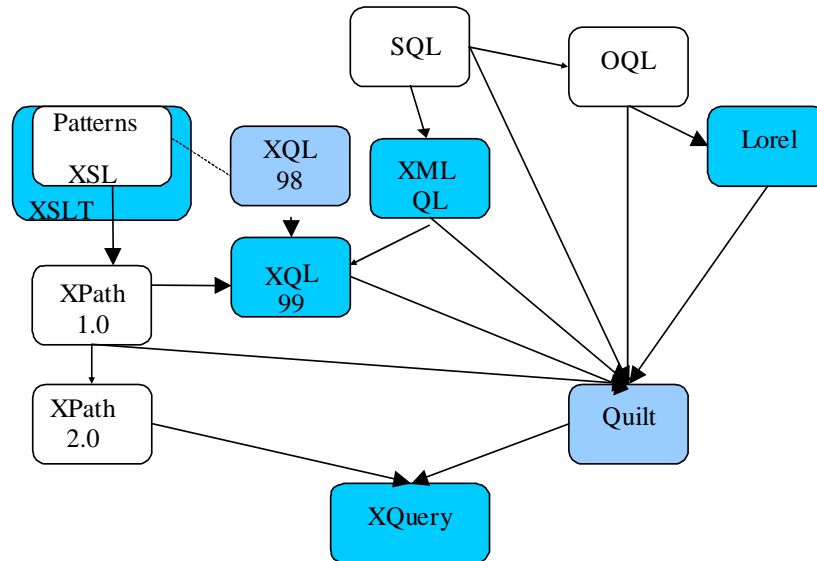 SQL
OQL
Patterns
XSL
XSLT
XQL
98
XML
QL
Lorel
XPath
1.0
XQL
99
XPath
2.0
Quilt
XQuery